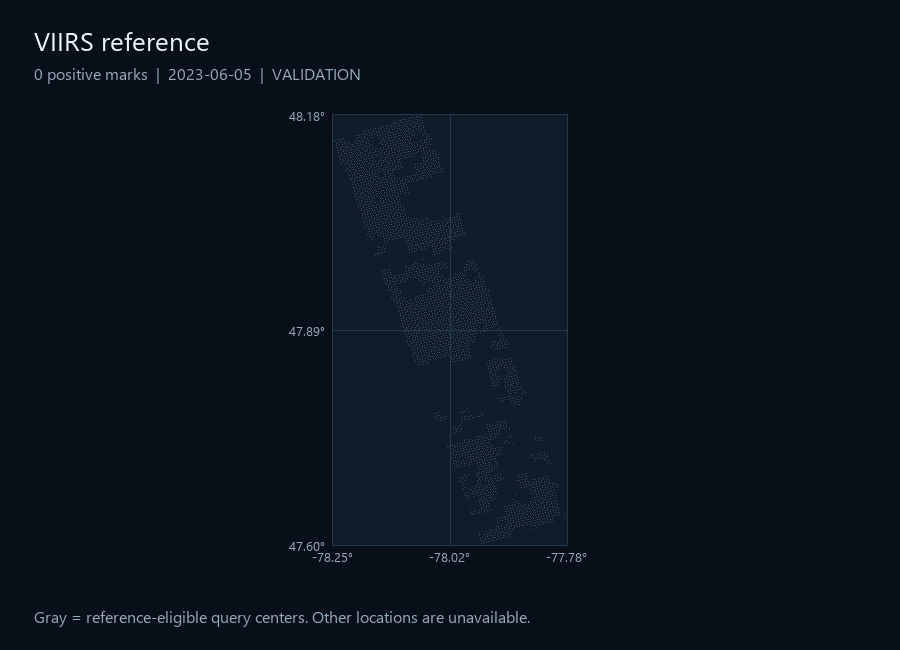 VIIRS reference
0 positive marks | 2023-06-05 | VALIDATION
48.18°
47.89°
47.60°
-78.25° -78.02° -77.78°
Gray = reference-eligible query centers. Other locations are unavailable.